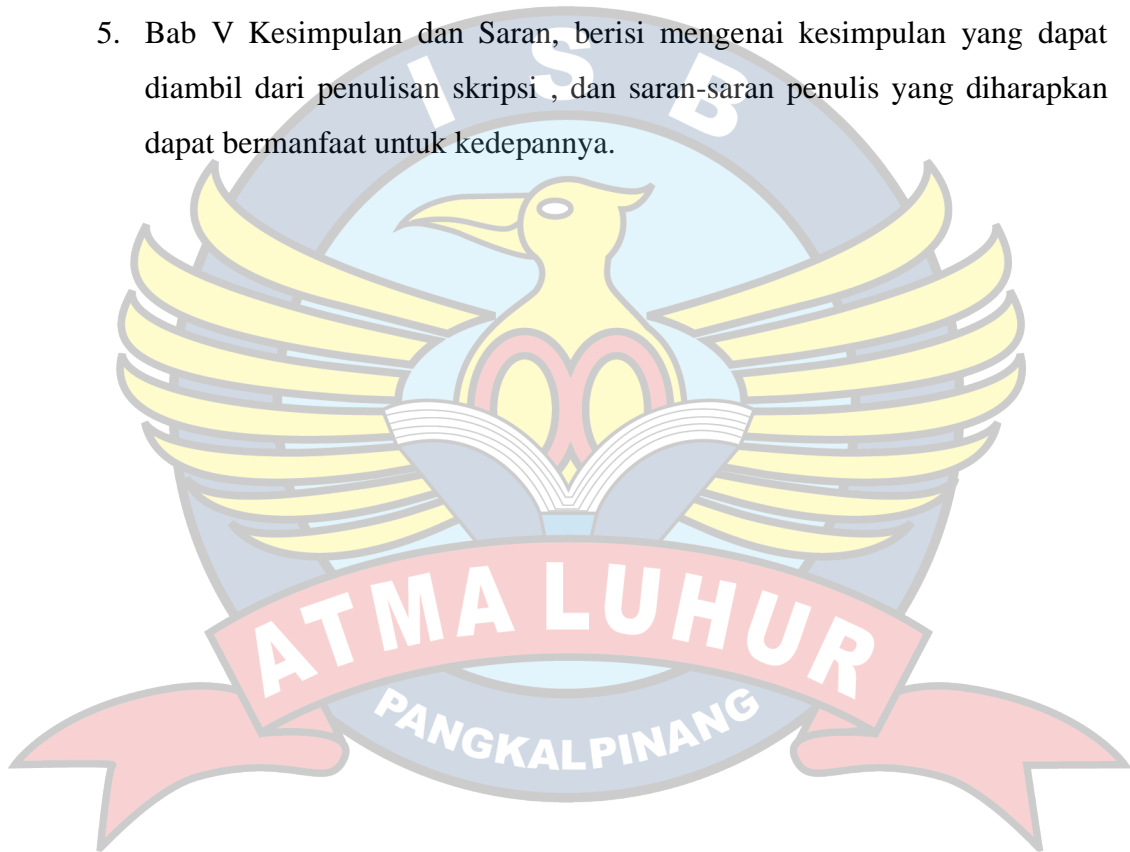 5. Bab V Kesimpulan dan Saran, berisi mengenai kesimpulan yang dapat
diambil dari penulisan skripsi , dan saran-saran penulis yang diharapkan
dapat bermanfaat untuk kedepannya.
I S B
ATMA LUHUR
PANGKALPINANG